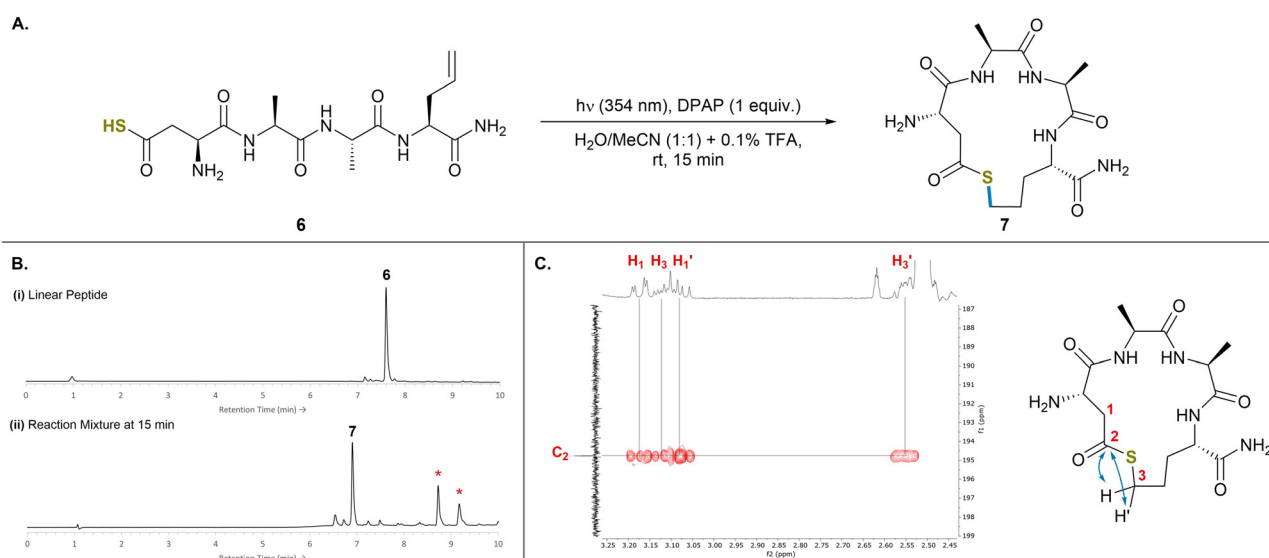 A.
HS
O
NH2
O
H
N
O
H
N
O
H
N
O
NH2
6
hν (354 nm), DPAP (1 equiv.)
H2O/MeCN (1:1) + 0.1% TFA,
rt, 15 min
O
O
NH
HN
O
H2N
NH
O
S
NH2
O
7
B.
(i) Linear Peptide
6
0 1 2 3 4 5 6 7 8 9 10
Retention Time (min) →
(ii) Reaction Mixture at 15 min
7
* *
0 1 2 3 4 5 6 7 8 9 10
Retention Time (min) →
C.
H1 H3 H1' H3'
C2
187
188
189
190
191
192
193
194
195
196
197
198
199
f1 (ppm)
3.25 3.20 3.15 3.10 3.05 3.00 2.95 2.90 2.85 2.80 2.75 2.70 2.65 2.60 2.55 2.50 2.45
f2 (ppm)
O
O
NH
HN
O
H2N
1
NH
2
O
S
3
H
H'
NH2
O